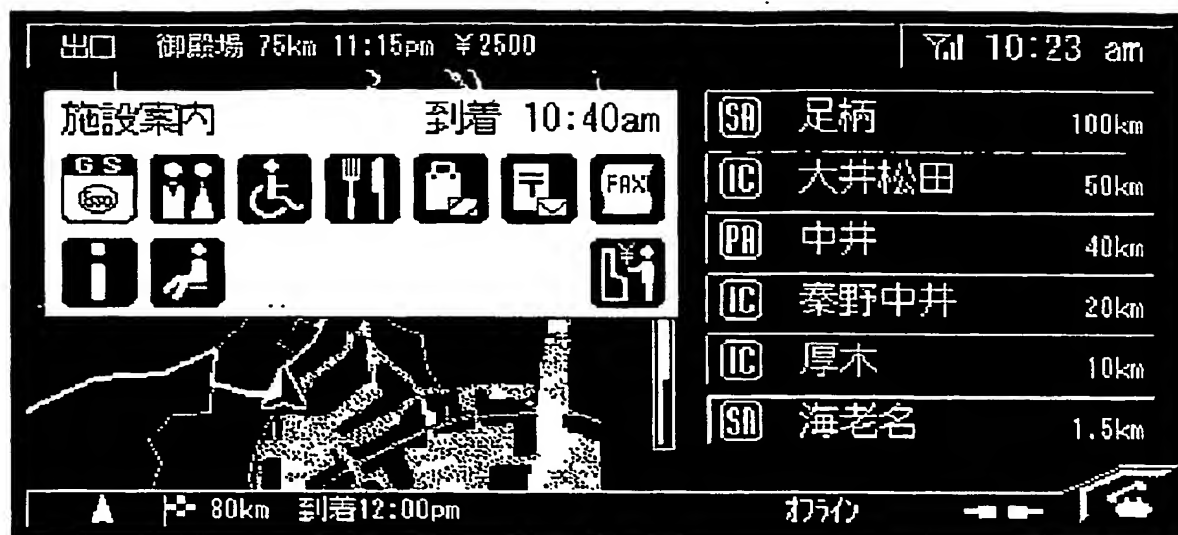 出口 御殿場 75km 11:15pm ¥2500
10:23 am
施設案内 到着 10:40am
GS
〒
FAX
i
¥
SA 足柄 100km
IC 大井松田 50km
PA 中井 40km
IC 秦野中井 20km
IC 厚木 10km
SA 海老名 1.5km
80km 到着12:00pm
オフライン